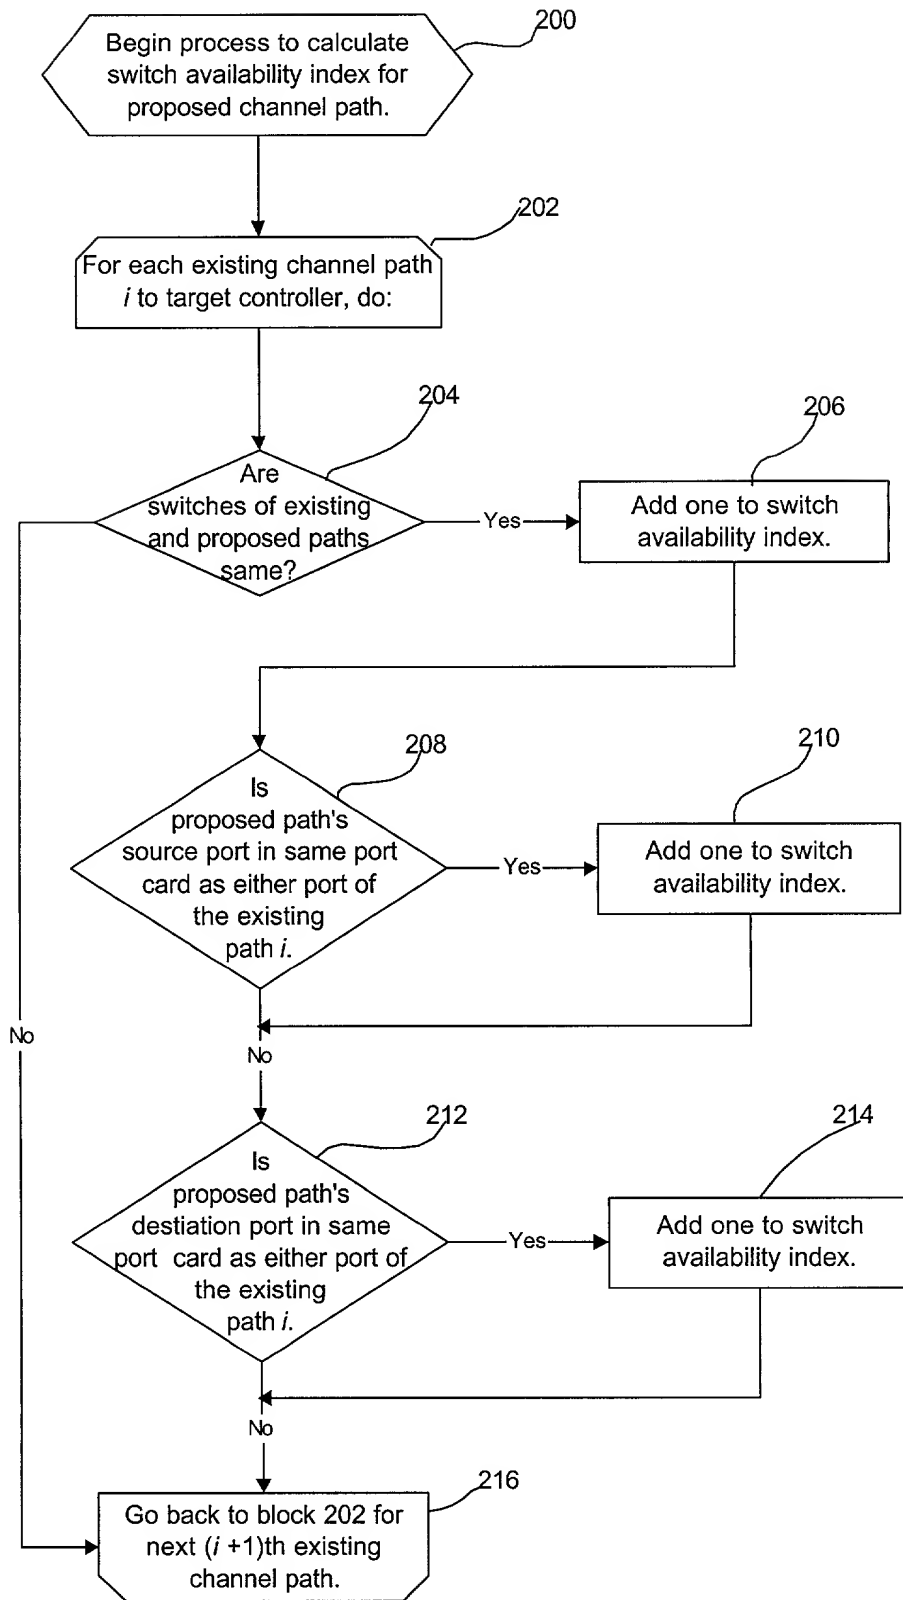 200
Begin process to calculate
switch availability index for
proposed channel path.
202
For each existing channel path
i to target controller, do:
204
Are
switches of existing
and proposed paths
same?
Yes
206
Add one to switch
availability index.
208
Is
proposed path's
source port in same port
card as either port of
the existing
path i.
Yes
210
Add one to switch
availability index.
No
No
212
Is
proposed path's
destiation port in same
port card as either port of
the existing
path i.
Yes
214
Add one to switch
availability index.
No
216
Go back to block 202 for
next (i +1)th existing
channel path.